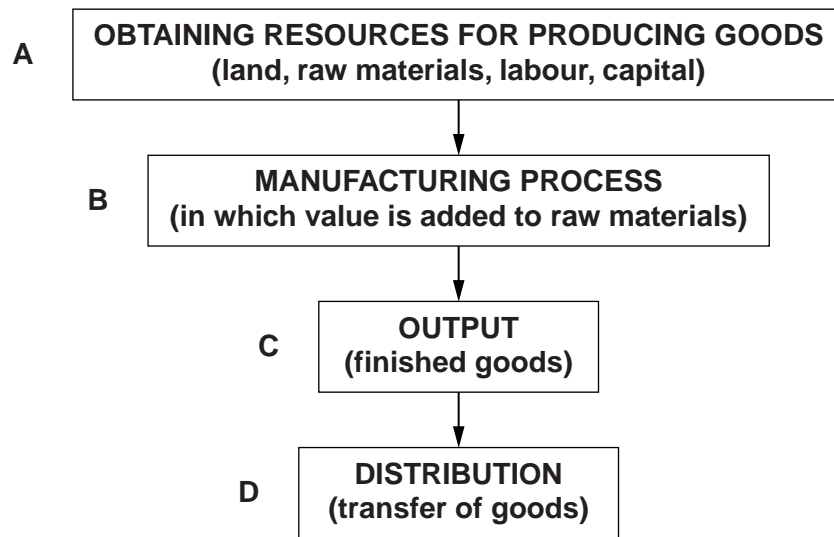 A
OBTAINING RESOURCES FOR PRODUCING GOODS
(land, raw materials, labour, capital)
B
MANUFACTURING PROCESS
(in which value is added to raw materials)
C
OUTPUT
(finished goods)
D
DISTRIBUTION
(transfer of goods)